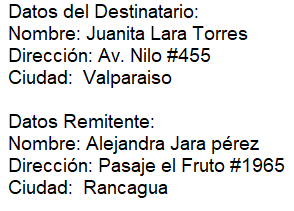 Datos del Destinatario:
Nombre: Juanita Lara Torres
Dirección: Av. Nilo #455
Ciudad:  Valparaiso

Datos Remitente:
Nombre: Alejandra Jara pérez
Dirección: Pasaje el Fruto #1965
Ciudad:  Rancagua